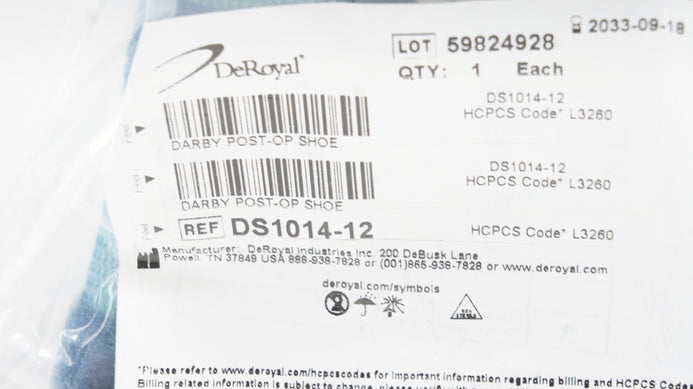 2033-09-18
DeRoyal®
LOT 59824928
QTY: 1 Each
DS1014-12
HCPCS Code* L3260
DARBY POST-OP SHOE
DS1014-12
HCPCS Code* L3260
DARBY POST-OP SHOE
REF DS1014-12 HCPCS Code* L3260
Manufacturer: DeRoyal Industries Inc. 200 DeBusk Lane
Powell, TN 37849 USA 888-938-7828 or (001)865-938-7828 or www.deroyal.com
deroyal.com/symbols
*Please refer to www.deroyal.com/hcpcscodes for important information regarding billing and HCPCS Codes
Billing related information is subject to change, please verify with